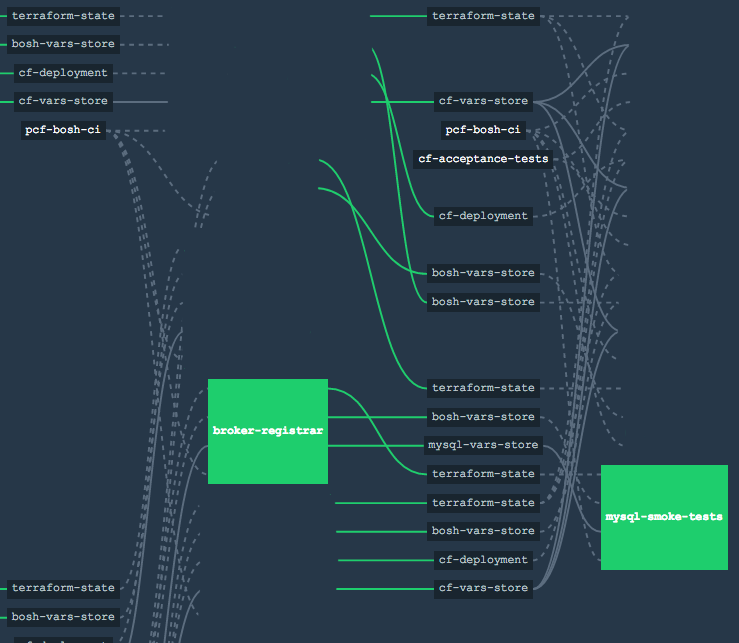 terraform-state
bosh-vars-store
cf-deployment
cf-vars-store
pcf-bosh-ci
terraform-state
cf-vars-store
pcf-bosh-ci
cf-acceptance-tests
cf-deployment
bosh-vars-store
bosh-vars-store
terraform-state
broker-registrar
bosh-vars-store
mysql-vars-store
terraform-state
terraform-state
mysql-smoke-tests
bosh-vars-store
cf-deployment
cf-vars-store
terraform-state
bosh-vars-store